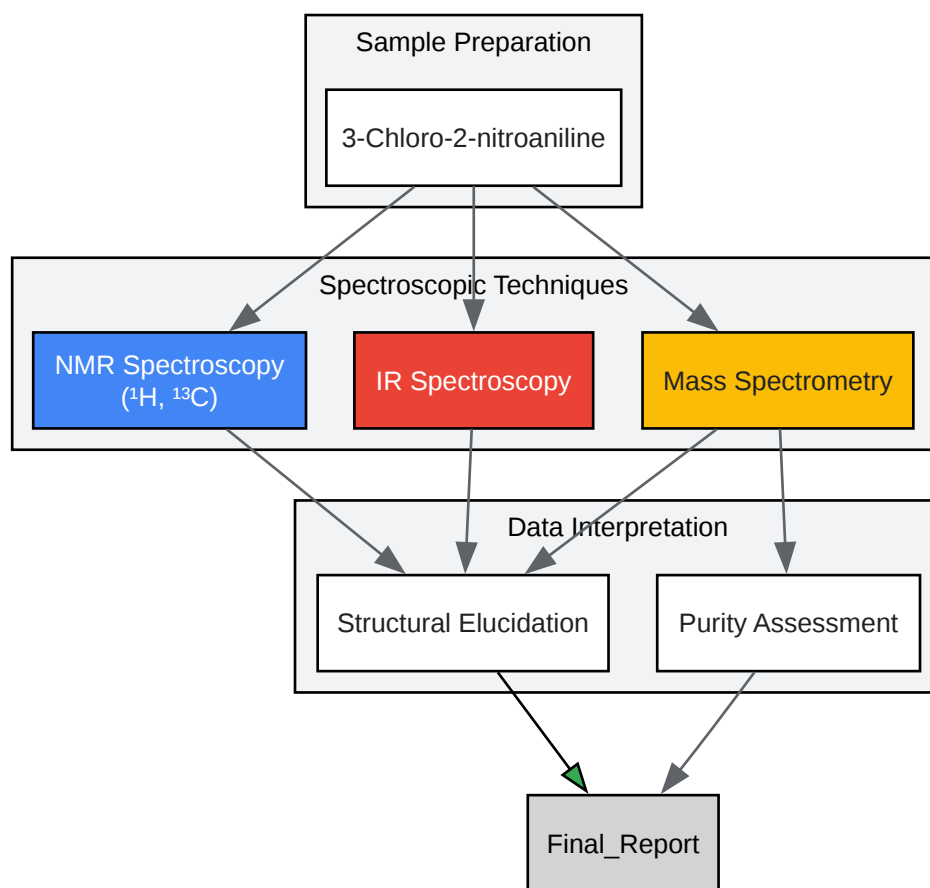 Sample Preparation
3-Chloro-2-nitroaniline
Spectroscopic Techniques
NMR Spectroscopy
(¹H, ¹³C)
IR Spectroscopy
Mass Spectrometry
Data Interpretation
Structural Elucidation
Purity Assessment
Final_Report